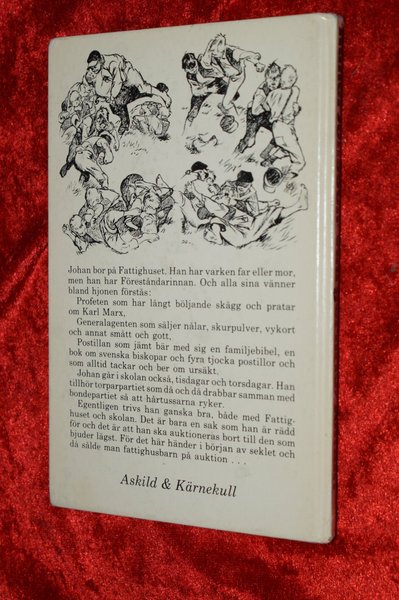 Johan bor på Fattighuset. Han har varken far eller mor,
men han har Föreståndarinnan. Och alla sina vänner
bland hjonen förstås:
Profeten som har långt böljande skägg och pratar
om Karl Marx,
Generalagenten som säljer nålar, skurpulver, vykort
och annat smått och gott,
Postillan som jämt bär med sig en familjebibel, en
bok om svenska biskopar och fyra tjocka postillor och
som alltid tackar och ber om ursäkt.
Johan går i skolan också, tisdagar och torsdagar. Han
tillhör torparpartiet som då och då drabbar samman med
bondepartiet så att hårtussarna ryker.
Egentligen trivs han ganska bra, både med Fattig-
huset och skolan. Det är bara en sak som han är rädd
för och det är att han ska auktioneras bort till den som
bjuder lägst. För det här händer i början av seklet och
då sålde man fattighusbarn på auktion . . .
Askild & Kärnekull